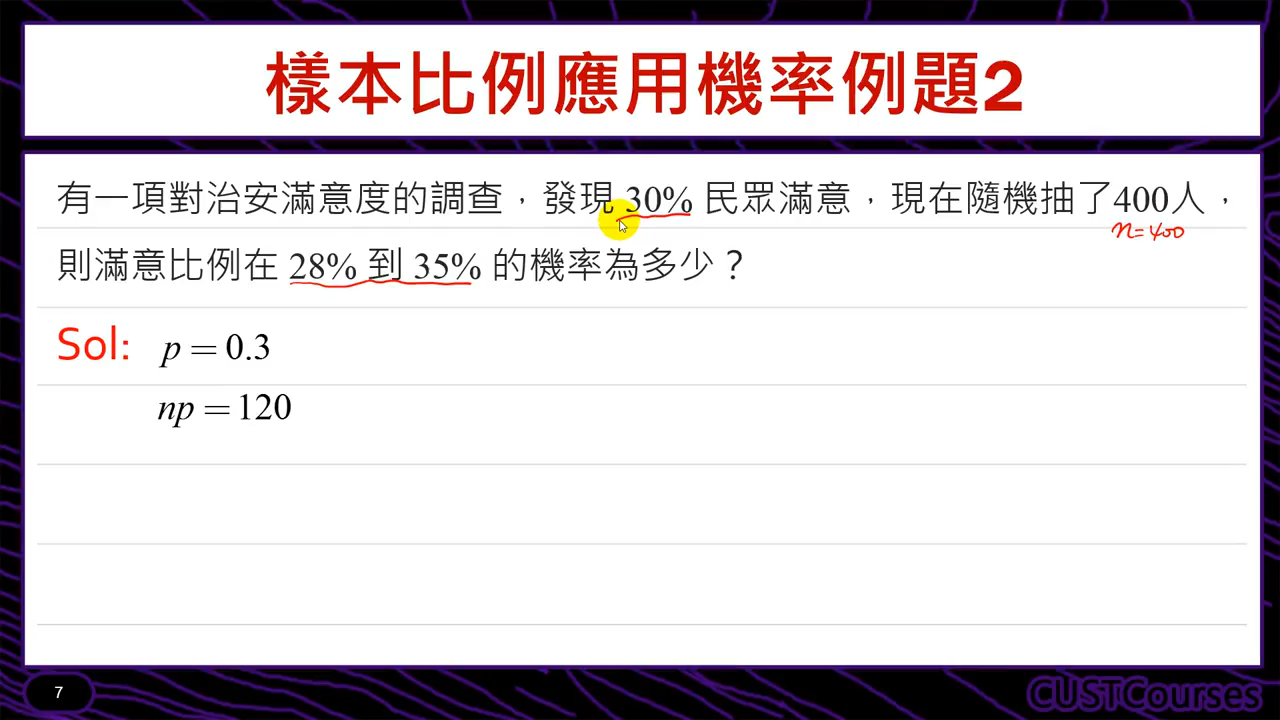 樣本比例應用機率例題2
有一項對治安滿意度的調查，發現 30% 民眾滿意，現在隨機抽了400人，
n=400
則滿意比例在 28% 到 35% 的機率為多少？
Sol: p = 0.3
np = 120
7
CUSTCourses